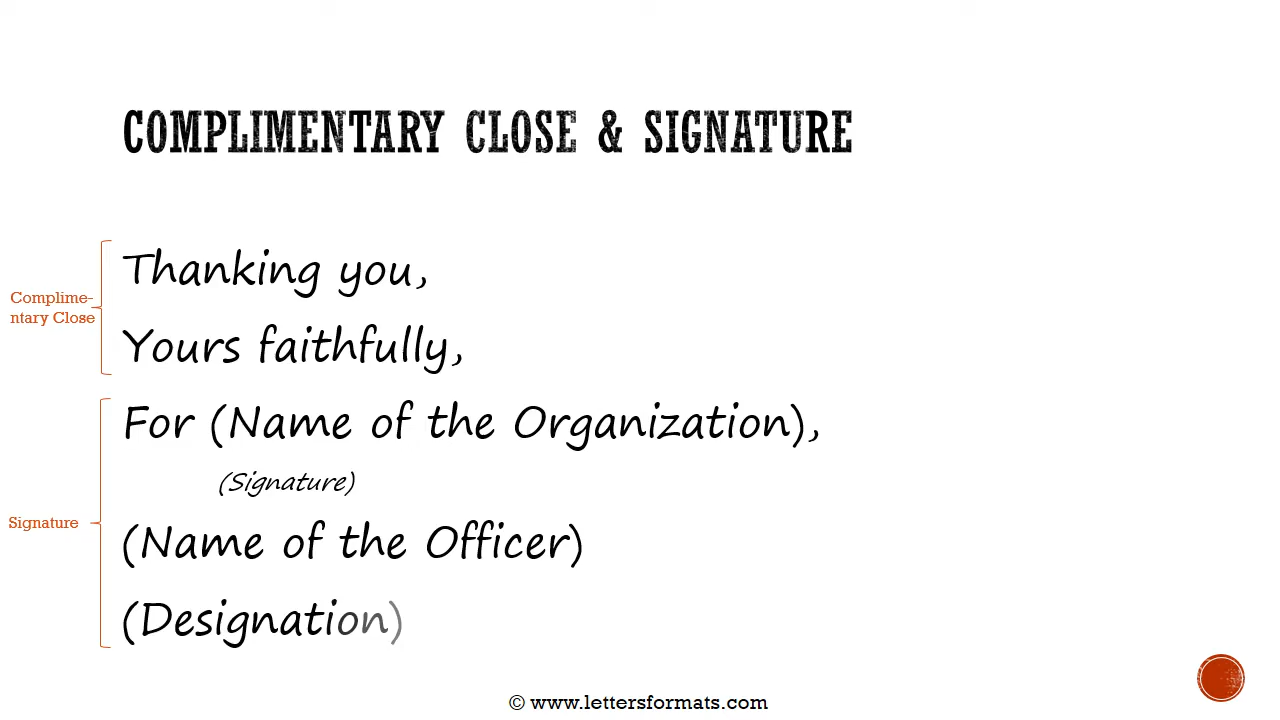 COMPLIMENTARY CLOSE & SIGNATURE
Thanking you,
Complime-
ntary Close
Yours faithfully,
For (Name of the Organization),
(Signature)
Signature
(Name of the Officer)
(Designation)
© www.lettersformats.com